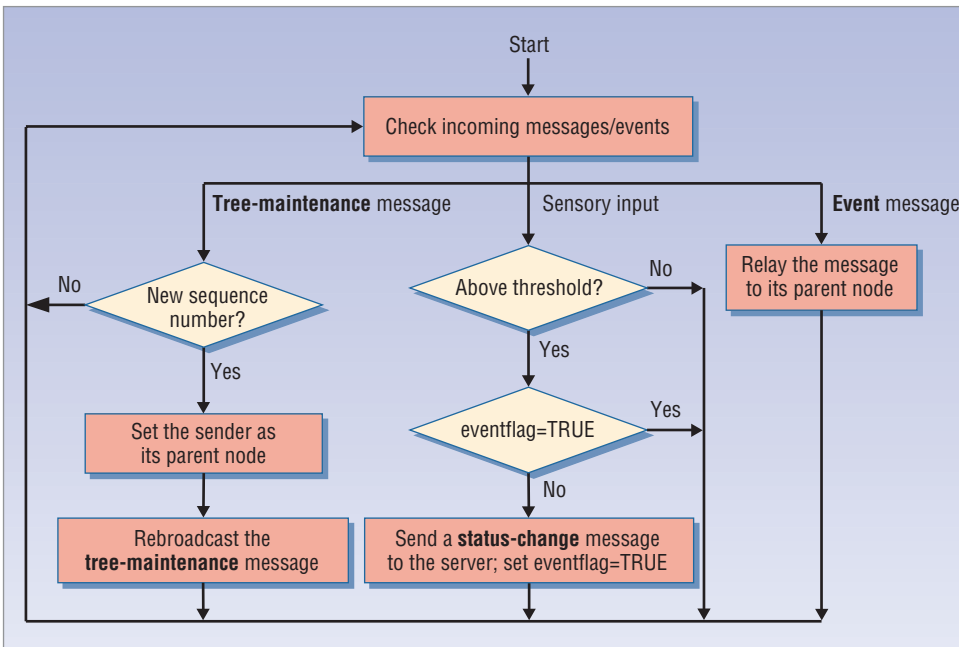 Start
Check incoming messages/events
Tree-maintenance message
Sensory input
Event message
No
New sequence
number?
Yes
Set the sender as
its parent node
Rebroadcast the
tree-maintenance message
Above threshold?
No
Yes
eventflag=TRUE
Yes
No
Send a status-change message
to the server; set eventflag=TRUE
Relay the message
to its parent node